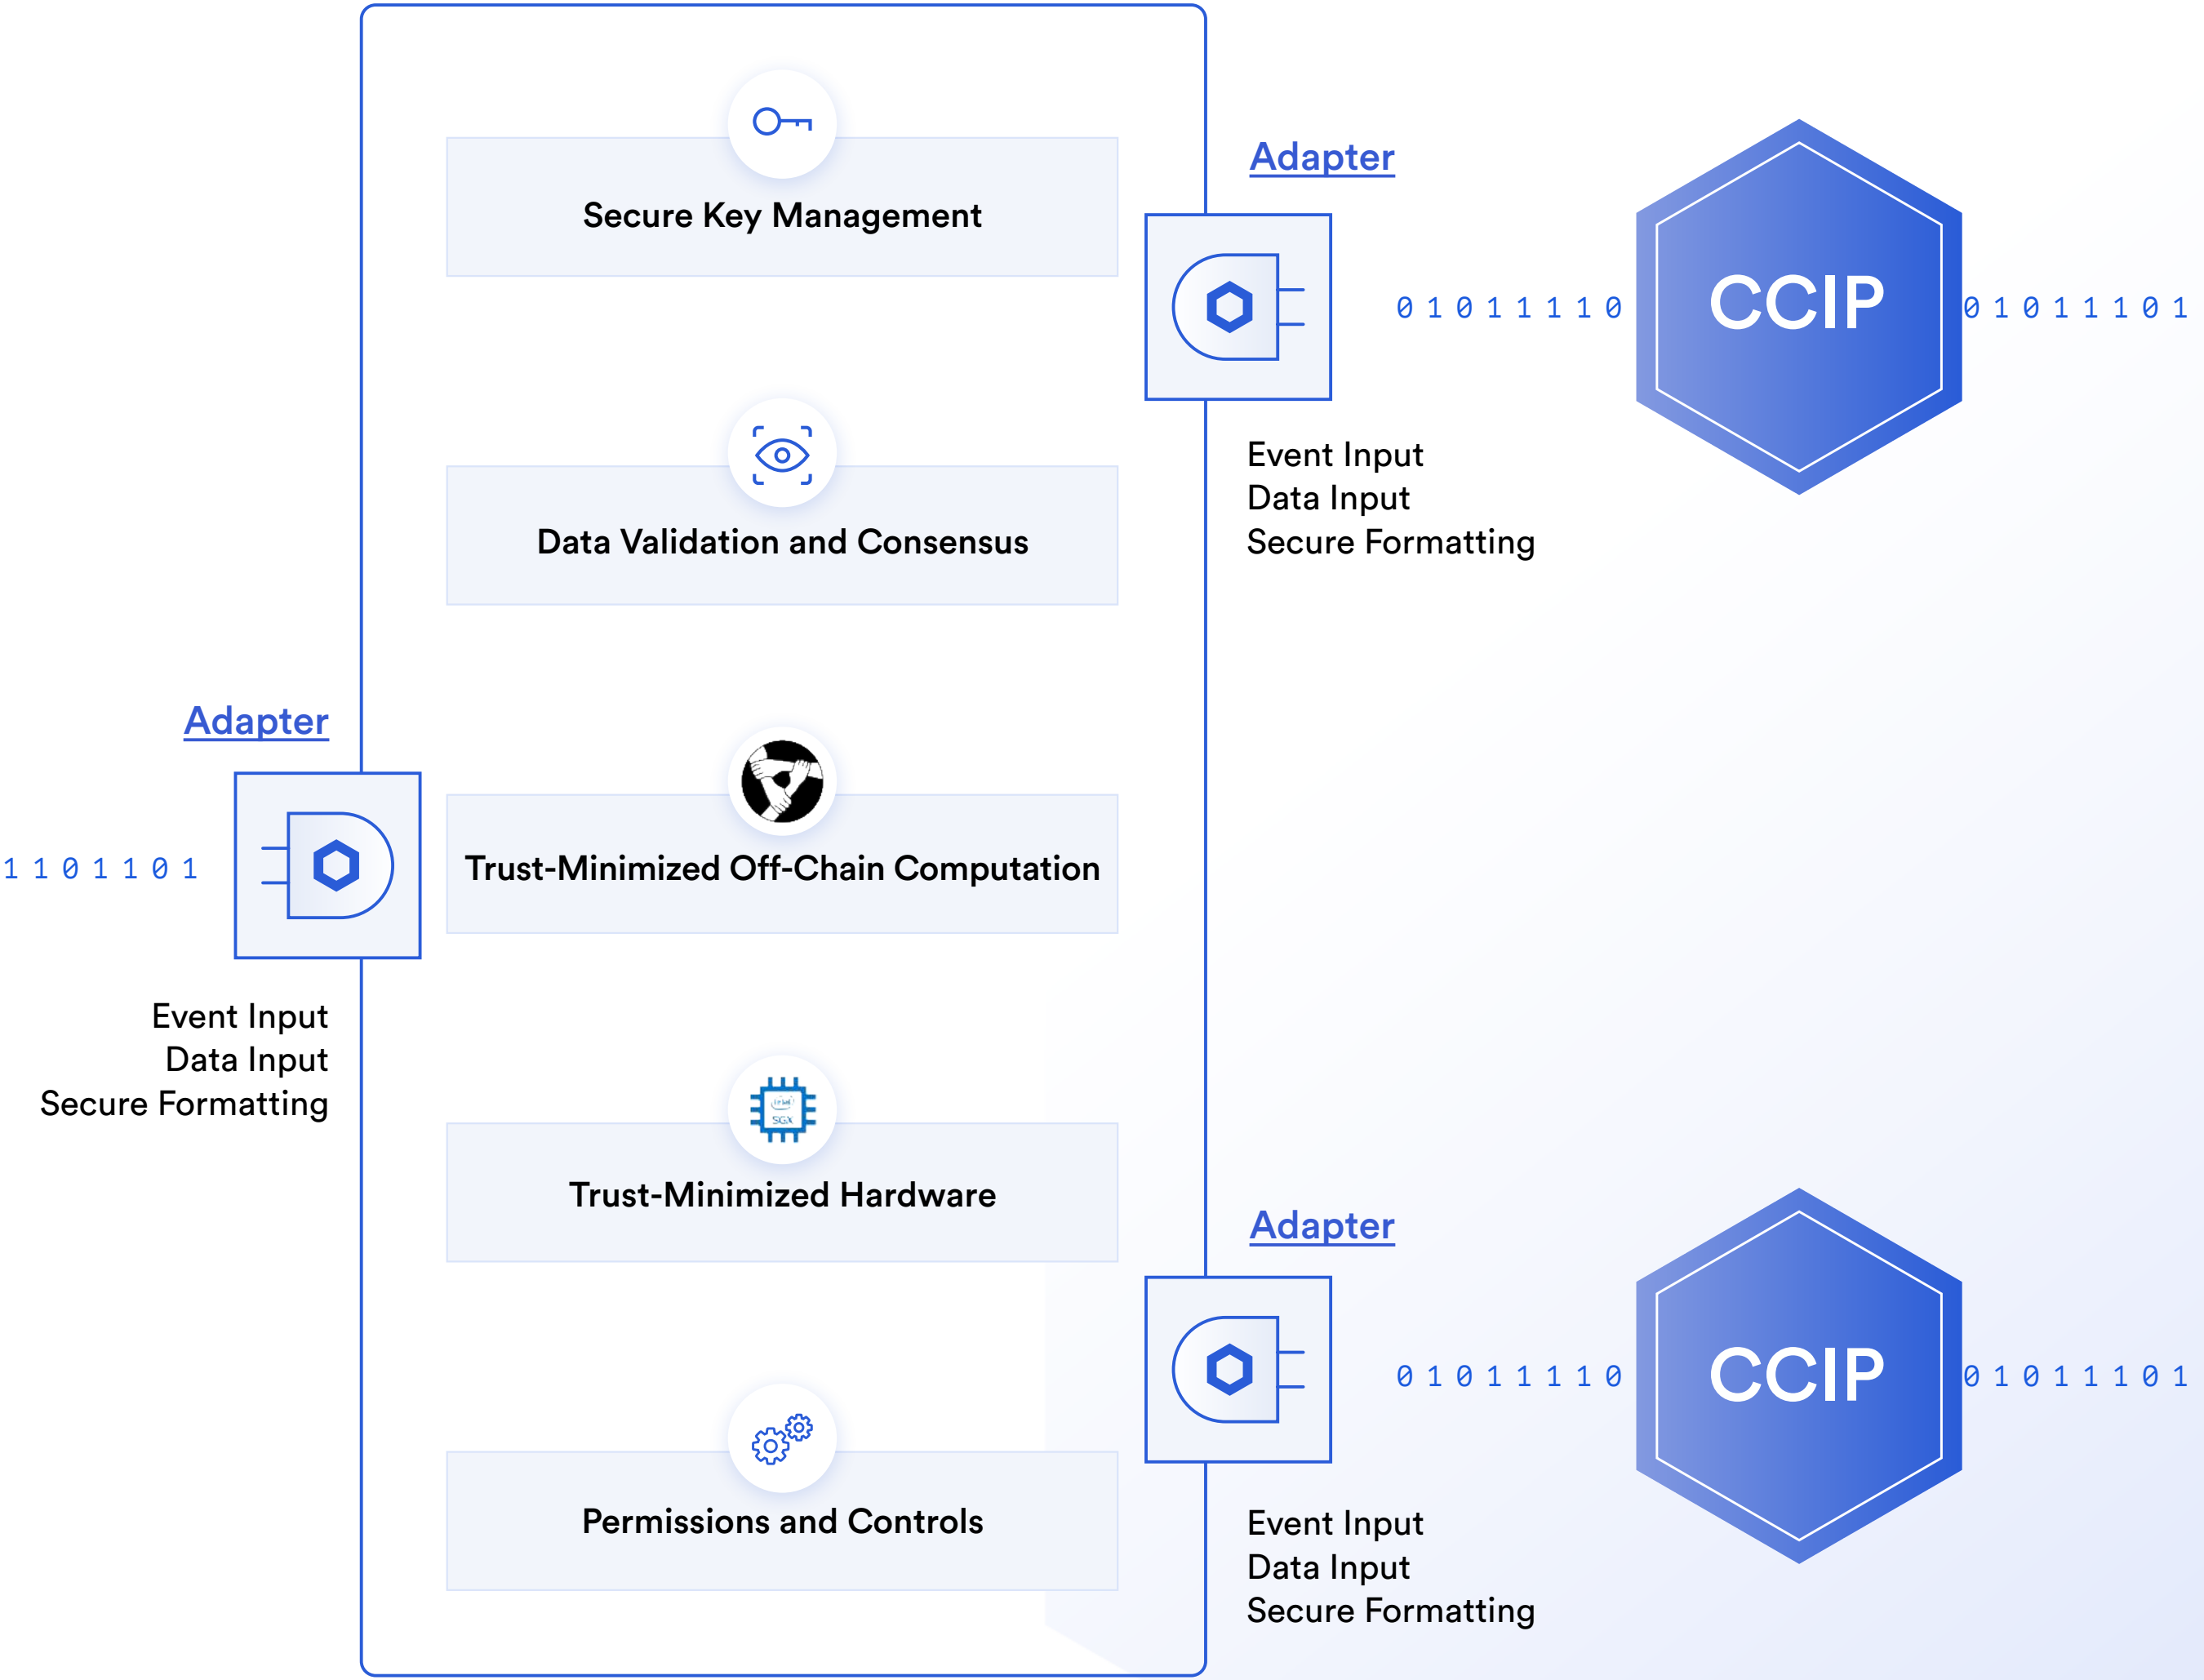 Secure Key Management
Data Validation and Consensus
Trust-Minimized Off-Chain Computation
intel
SGX
Trust-Minimized Hardware
Permissions and Controls
Adapter
1 1 0 1 1 0 1
Event Input
Data Input
Secure Formatting
Adapter
0 1 0 1 1 1 1 0
CCIP
0 1 0 1 1 1 0 1
Event Input
Data Input
Secure Formatting
Adapter
0 1 0 1 1 1 1 0
CCIP
0 1 0 1 1 1 0 1
Event Input
Data Input
Secure Formatting